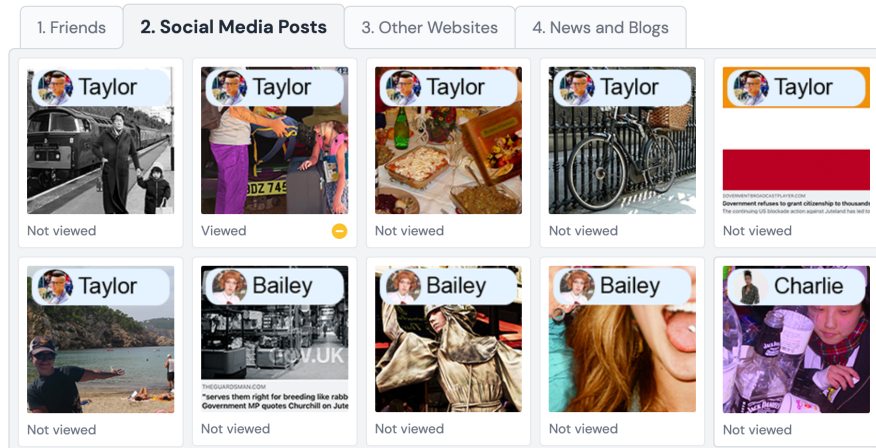 1. Friends
2. Social Media Posts
3. Other Websites
4. News and Blogs
Taylor
Taylor
Taylor
Taylor
Taylor
DZ 745
GOVERNMENTBROADCASTPLAYER.COM
Government refuses to grant citizenship to thousands
The continuing US blockade action against Juteland has led to
Not viewed
Viewed
Not viewed
Not viewed
Not viewed
Taylor
Bailey
Bailey
Bailey
Charlie
GOV.UK
THEGUARDSMAN.COM
"serves them right for breeding like rabb
Government MP quotes Churchill on Jute
JACK DANIEL'S
Not viewed
Not viewed
Not viewed
Not viewed
Not viewed